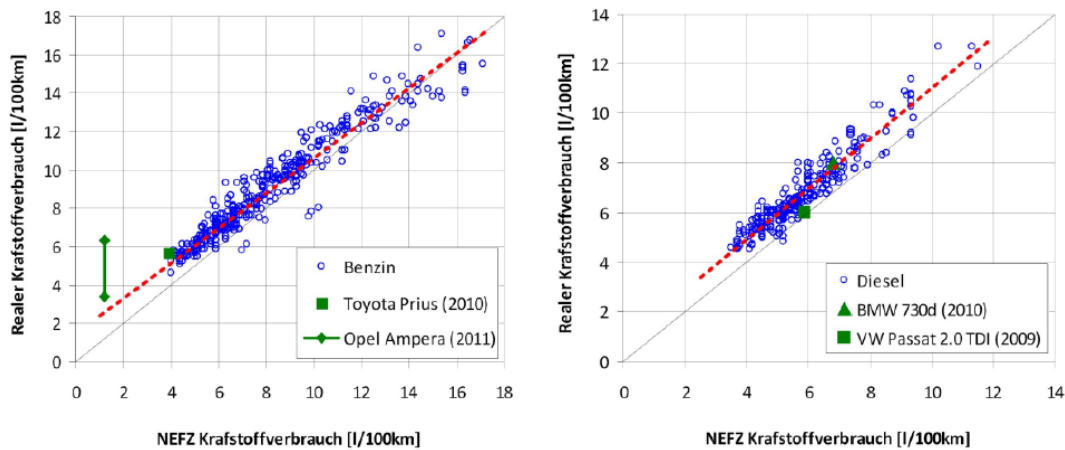 Realer Krafstoffverbrauch [l/100km]
18
16
14
12
10
8
6
4
2
0
Benzin
Toyota Prius (2010)
Opel Ampera (2011)
0 2 4 6 8 10 12 14 16 18
NEFZ Krafstoffverbrauch [l/100km]
Realer Krafstoffverbrauch [l/100km]
14
12
10
8
6
4
2
0
Diesel
BMW 730d (2010)
VW Passat 2.0 TDI (2009)
0 2 4 6 8 10 12 14
NEFZ Krafstoffverbrauch [l/100km]